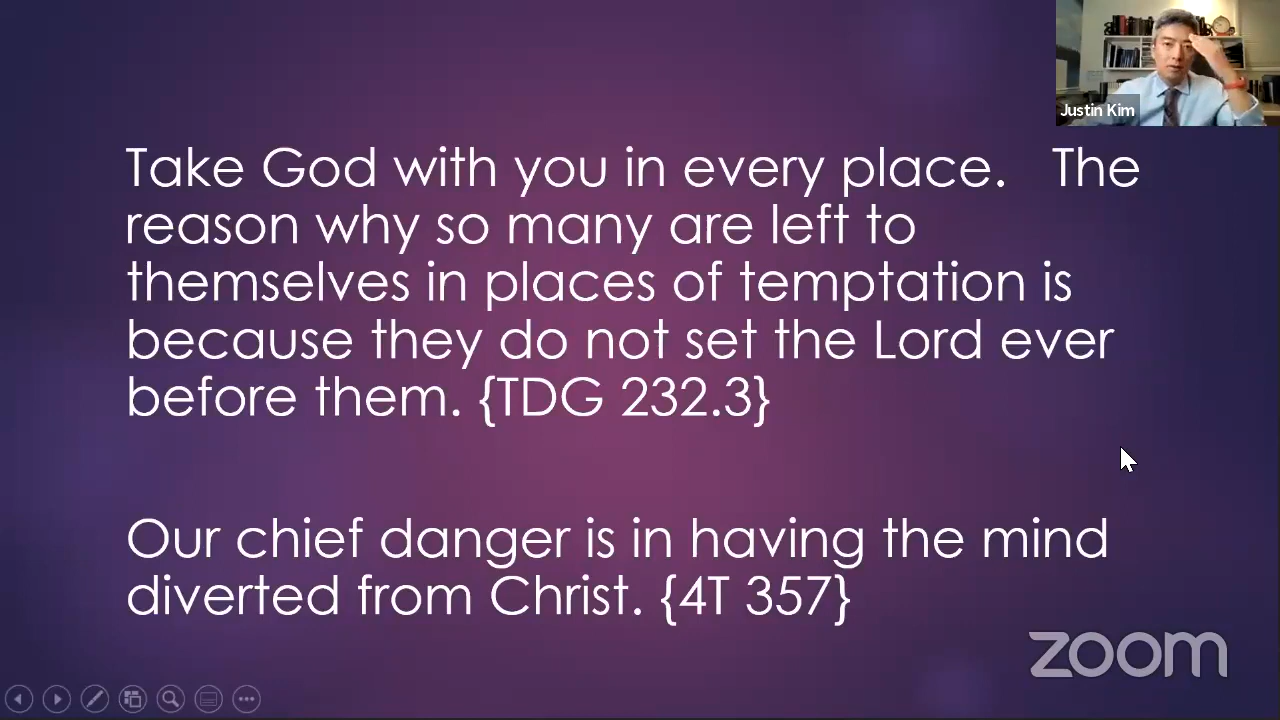 Justin Kim
Take God with you in every place. The
reason why so many are left to
themselves in places of temptation is
because they do not set the Lord ever
before them. {TDG 232.3}
Our chief danger is in having the mind
diverted from Christ. {4T 357}
zoom